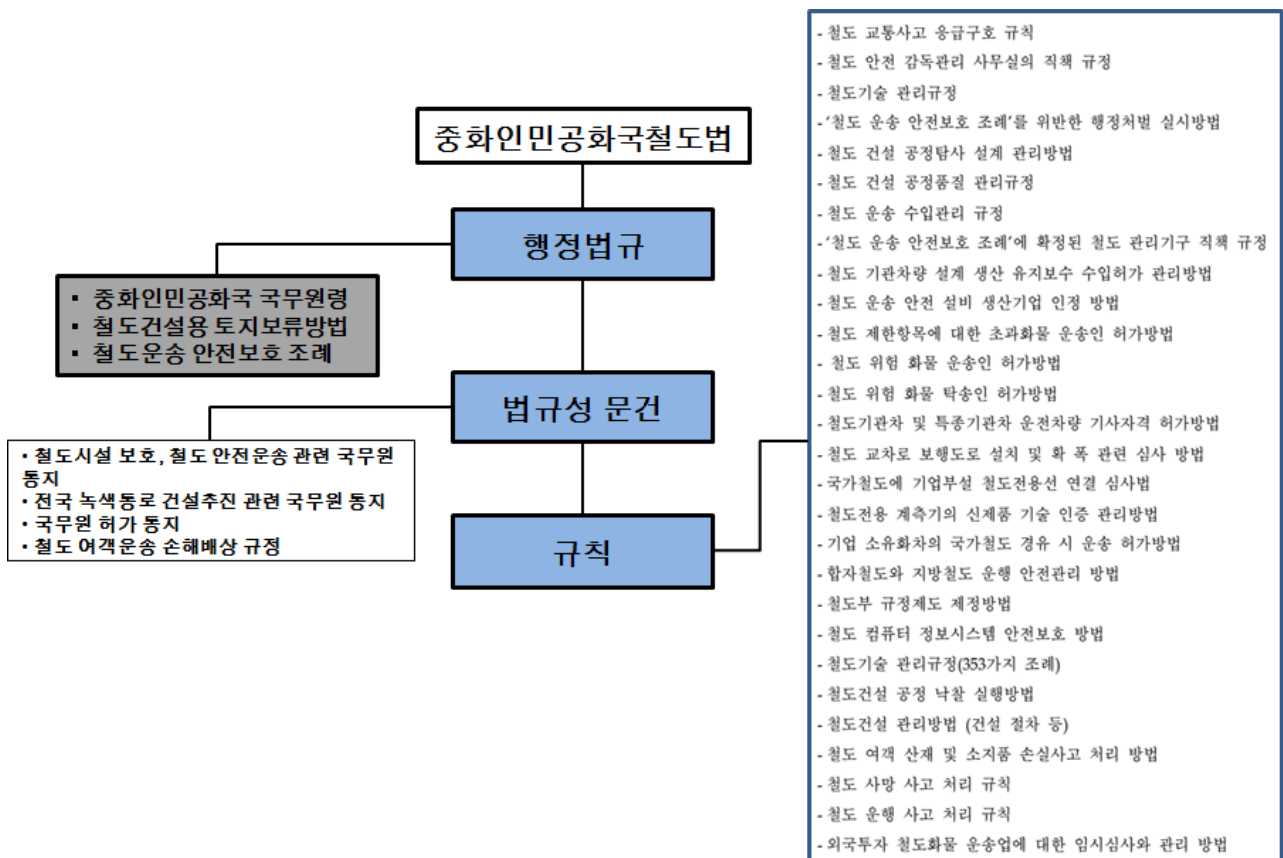 중화인민공화국철도법
행정법규
▪ 중화인민공화국 국무원령
▪ 철도건설용 토지보류방법
▪ 철도운송 안전보호 조례
법규성 문건
• 철도시설 보호, 철도 안전운송 관련 국무원
통지
• 전국 녹색통로 건설추진 관련 국무원 통지
• 국무원 허가 통지
• 철도 여객운송 손해배상 규정
규칙
- 철도 교통사고 응급구호 규칙
- 철도 안전 감독관리 사무실의 직책 규정
- 철도기술 관리규정
- ‘철도 운송 안전보호 조례’를 위반한 행정처벌 실시방법
- 철도 건설 공정탐사 설계 관리방법
- 철도 건설 공정품질 관리규정
- 철도 운송 수입관리 규정
- ‘철도 운송 안전보호 조례’에 확정된 철도 관리기구 직책 규정
- 철도 기관차량 설계 생산 유지보수 수입허가 관리방법
- 철도 운송 안전 설비 생산기업 인정 방법
- 철도 제한항목에 대한 초과화물 운송인 허가방법
- 철도 위험 화물 운송인 허가방법
- 철도 위험 화물 탁송인 허가방법
- 철도기관차 및 특종기관차 운전차량 기사자격 허가방법
- 철도 교차로 보행도로 설치 및 확 폭 관련 심사 방법
- 국가철도에 기업부설 철도전용선 연결 심사법
- 철도전용 계측기의 신제품 기술 인증 관리방법
- 기업 소유화차의 국가철도 경유 시 운송 허가방법
- 합자철도와 지방철도 운행 안전관리 방법
- 철도부 규정제도 제정방법
- 철도 컴퓨터 정보시스템 안전보호 방법
- 철도기술 관리규정(353가지 조례)
- 철도건설 공정 낙찰 실행방법
- 철도건설 관리방법 (건설 절차 등)
- 철도 여객 산재 및 소지품 손실사고 처리 방법
- 철도 사망 사고 처리 규칙
- 철도 운행 사고 처리 규칙
- 외국투자 철도화물 운송업에 대한 임시심사와 관리 방법